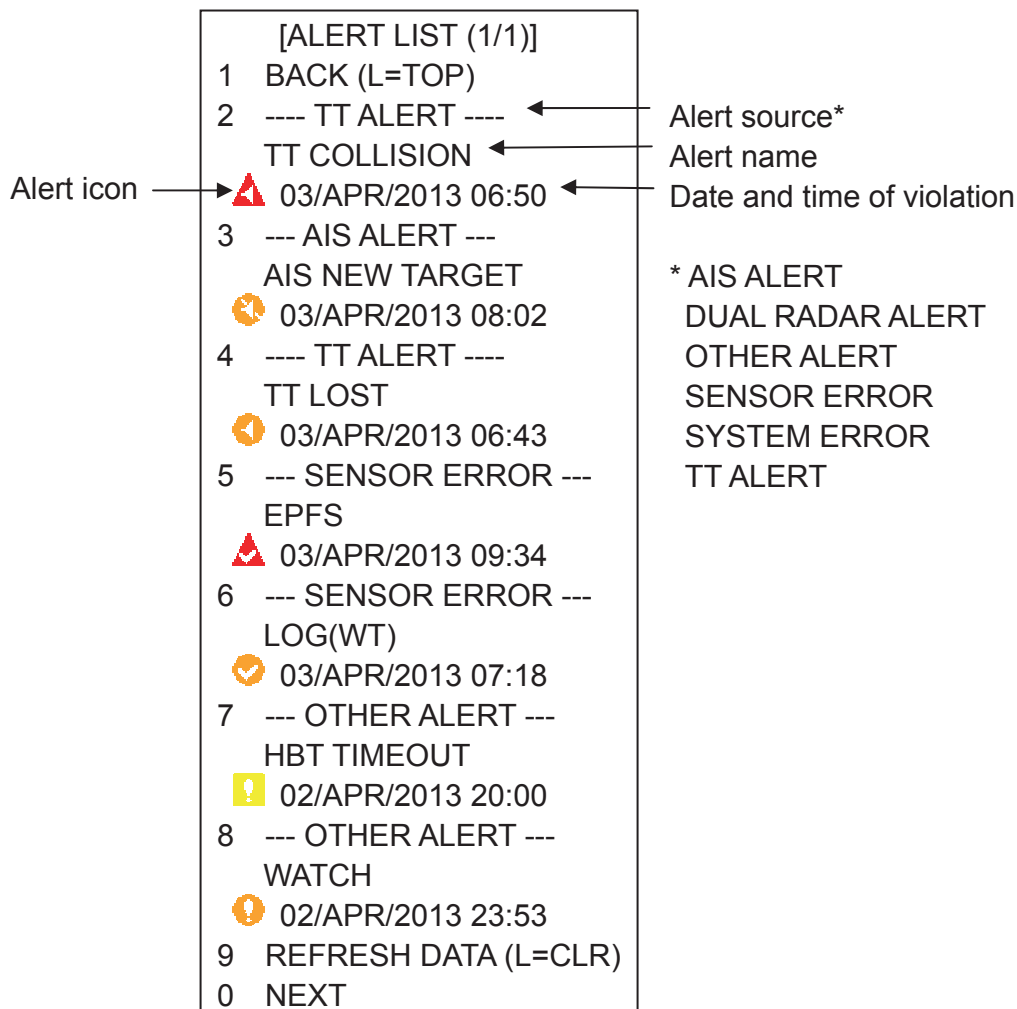 [ALERT LIST (1/1)]
1 BACK (L=TOP)
2 ---- TT ALERT ----
TT COLLISION
03/APR/2013 06:50
3 --- AIS ALERT ---
AIS NEW TARGET
03/APR/2013 08:02
4 ---- TT ALERT ----
TT LOST
03/APR/2013 06:43
5 --- SENSOR ERROR ---
EPFS
03/APR/2013 09:34
6 --- SENSOR ERROR ---
LOG(WT)
03/APR/2013 07:18
7 --- OTHER ALERT ---
HBT TIMEOUT
02/APR/2013 20:00
8 --- OTHER ALERT ---
WATCH
02/APR/2013 23:53
9 REFRESH DATA (L=CLR)
0 NEXT
Alert icon
Alert source*
Alert name
Date and time of violation
* AIS ALERT
DUAL RADAR ALERT
OTHER ALERT
SENSOR ERROR
SYSTEM ERROR
TT ALERT